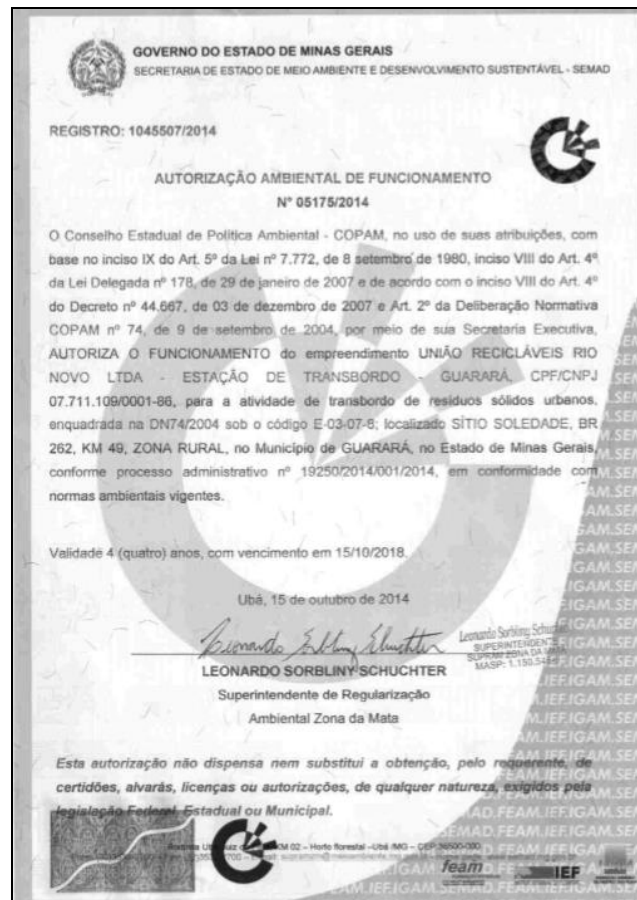 GOVERNO DO ESTADO DE MINAS GERAIS
SECRETARIA DE ESTADO DE MEIO AMBIENTE E DESENVOLVIMENTO SUSTENTÁVEL - SEMAD
REGISTRO: 1045507/2014
AUTORIZAÇÃO AMBIENTAL DE FUNCIONAMENTO
Nº 05175/2014
O Conselho Estadual de Política Ambiental - COPAM, no uso de suas atribuições, com
base no inciso IX do Art. 5º da Lei nº 7.772, de 8 setembro de 1980, inciso VIII do Art. 4º
da Lei Delegada nº 178, de 29 de janeiro de 2007 e de acordo com o inciso VIII do Art. 4º
do Decreto nº 44.667, de 03 de dezembro de 2007 e Art. 2º da Deliberação Normativa
COPAM nº 74, de 9 de setembro de 2004, por meio de sua Secretaria Executiva,
AUTORIZA O FUNCIONAMENTO do empreendimento UNIÃO RECICLÁVEIS RIO
NOVO LTDA - ESTAÇÃO DE TRANSBORDO - GUARARÁ, CPF/CNPJ
07.711.109/0001-86, para a atividade de transbordo de resíduos sólidos urbanos,
enquadrada na DN74/2004 sob o código E-03-07-8; localizado SÍTIO SOLEDADE, BR
262, KM 49, ZONA RURAL, no Município de GUARARÁ, no Estado de Minas Gerais,
conforme processo administrativo nº 19250/2014/001/2014, em conformidade com
normas ambientais vigentes.
Validade 4 (quatro) anos, com vencimento em 15/10/2018.
Ubá, 15 de outubro de 2014
Leonardo Sorbliny Schuchter
SUPERINTENDENTE
SUPRAM ZONA DA MATA
LEONARDO SORBLINY SCHUCHTER
Superintendente de Regularização
Ambiental Zona da Mata
Esta autorização não dispensa nem substitui a obtenção, pelo requerente, de
certidões, alvarás, licenças ou autorizações, de qualquer natureza, exigidos pela
legislação Federal, Estadual ou Municipal.
KM 02 – Horto florestal –Ubá /MG – CEP 36500-000
feam
IEF